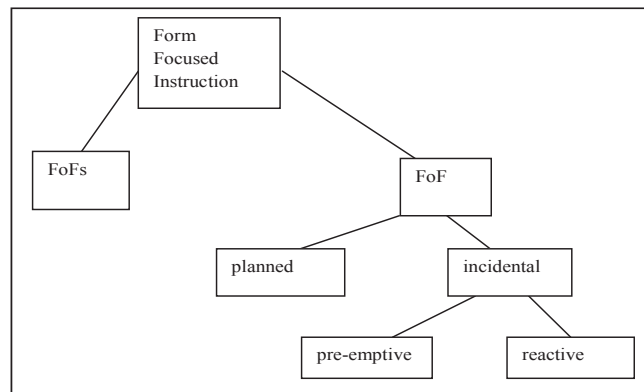 Form
Focused
Instruction
FoFs
FoF
planned
incidental
pre-emptive
reactive